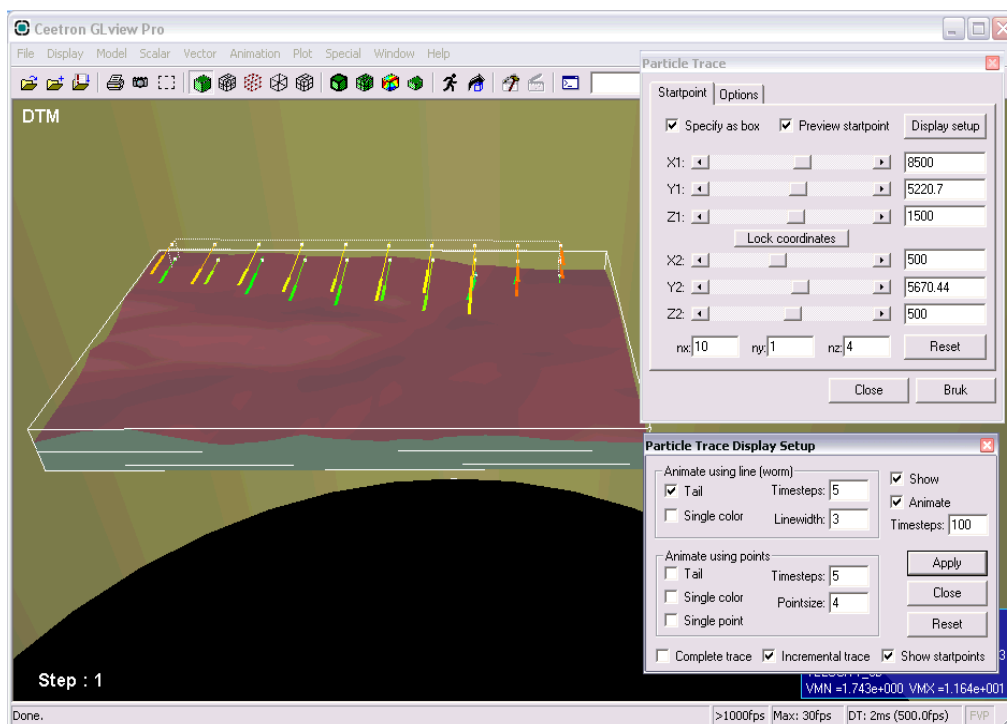 Ceetron GLview Pro
File Display Model Scalar Vector Animation Plot Special Window Help
DTM
Step : 1
Particle Trace
Startpoint Options
Specify as box Preview startpoint Display setup
X1: 8500
Y1: 5220.7
Z1: 1500
Lock coordinates
X2: 500
Y2: 5670.44
Z2: 500
nx: 10 ny: 1 nz: 4 Reset
Close Bruk
Particle Trace Display Setup
Animate using line (worm)
Tail Timesteps: 5
Single color Linewidth: 3
Show
Animate
Timesteps: 100
Animate using points
Tail Timesteps: 5
Single color Pointsize: 4
Single point
Apply
Close
Reset
Complete trace Incremental trace Show startpoints
VMN =1.743e+000 VMX =1.164e+001
Done. >1000fps Max: 30fps DT: 2ms (500.0fps) FVP